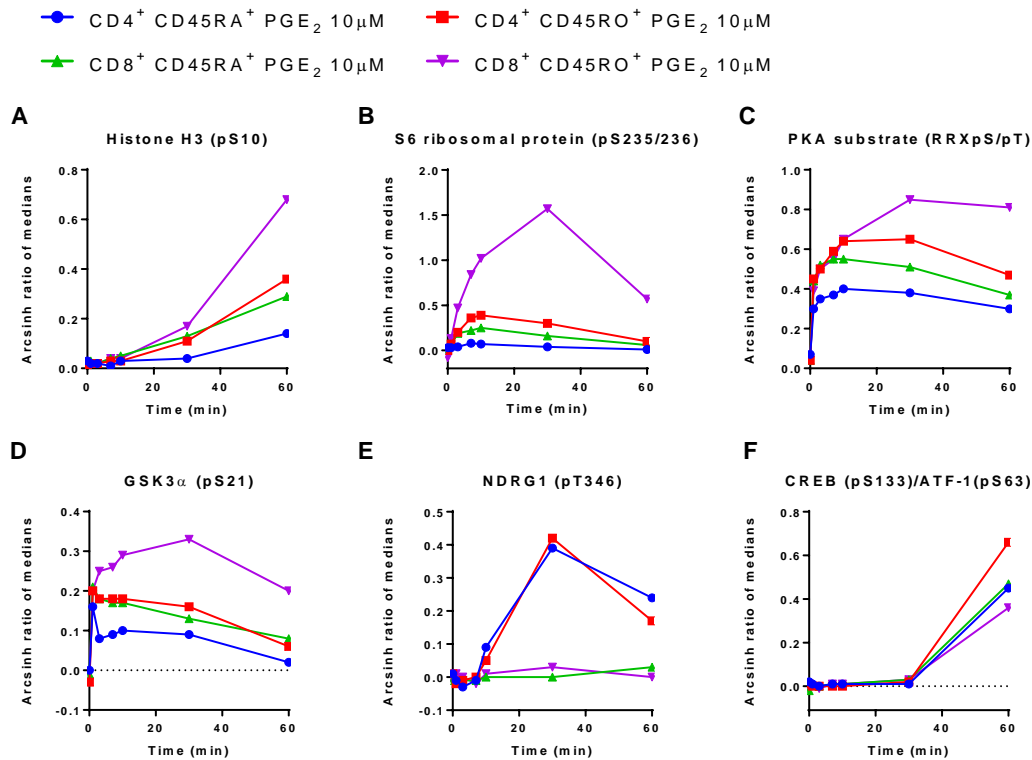 CD4+ CD45RA+ PGE2 10µM CD4+ CD45RO+ PGE2 10µM
CD8+ CD45RA+ PGE2 10µM CD8+ CD45RO+ PGE2 10µM
A
Histone H3 (pS10)
Arcsinh ratio of medians
0.8
0.6
0.4
0.2
0.0
0 20 40 60
Time (min)
B
S6 ribosomal protein (pS235/236)
Arcsinh ratio of medians
2.0
1.5
1.0
0.5
0.0
0 20 40 60
Time (min)
C
PKA substrate (RRXpS/pT)
Arcsinh ratio of medians
1.0
0.8
0.6
0.4
0.2
0.0
0 20 40 60
Time (min)
D
GSK3α (pS21)
Arcsinh ratio of medians
0.4
0.3
0.2
0.1
0.0
-0.1
0 20 40 60
Time (min)
E
NDRG1 (pT346)
Arcsinh ratio of medians
0.5
0.4
0.3
0.2
0.1
0.0
-0.1
0 20 40 60
Time (min)
F
CREB (pS133)/ATF-1(pS63)
Arcsinh ratio of medians
0.8
0.6
0.4
0.2
0.0
0 20 40 60
Time (min)